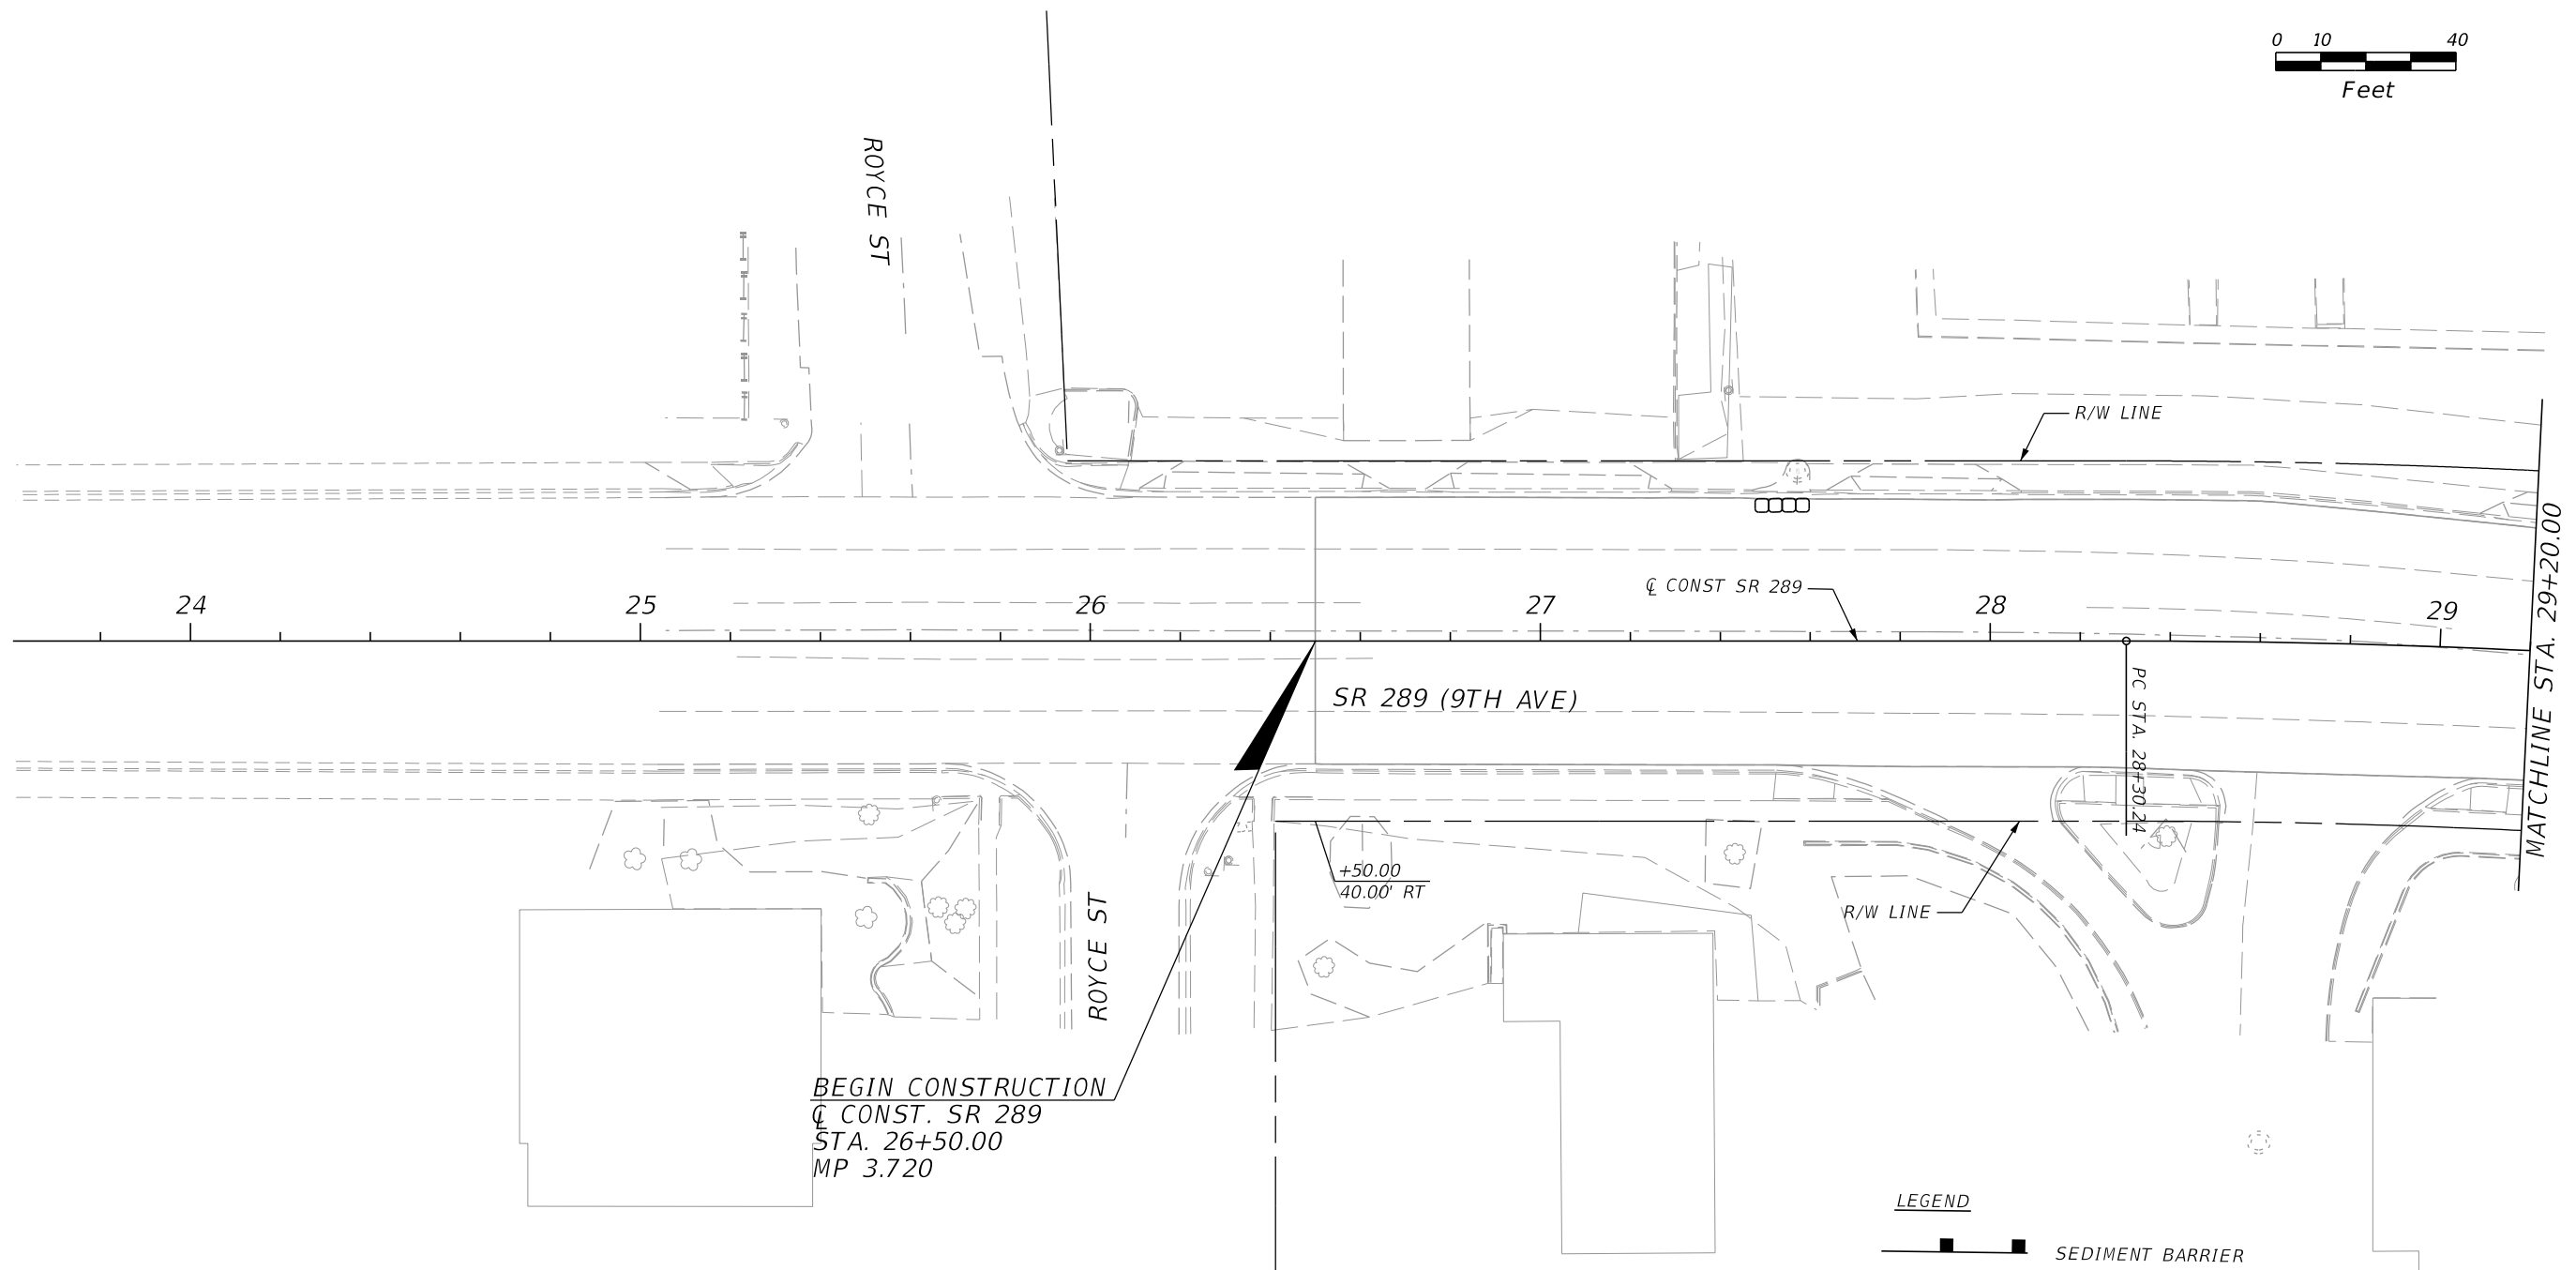 0 10 40
Feet
ROYCE ST
R/W LINE
℄ CONST SR 289
24 25 26 27 28 29
MATCHLINE STA. 29+20.00
SR 289 (9TH AVE)
PC STA. 28+30.24
+50.00
40.00' RT
R/W LINE
ROYCE ST
BEGIN CONSTRUCTION
℄ CONST. SR 289
STA. 26+50.00
MP 3.720
LEGEND
SEDIMENT BARRIER